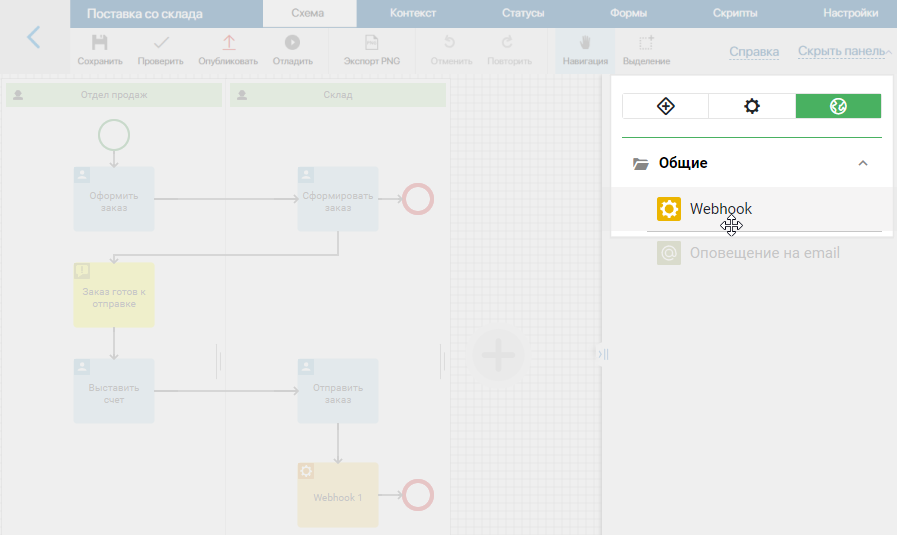 Поставка со склада
Схема
Контекст
Статусы
Формы
Скрипты
Настройки
Сохранить
Проверить
Опубликовать
Отладить
Экспорт PNG
Отменить
Повторить
Навигация
Выделение
Справка
Скрыть панель
Отдел продаж
Склад
Оформить
заказ
Сформировать
заказ
Заказ готов к
отправке
Выставить
счет
Отправить
заказ
Webhook 1
Общие
Webhook
Оповещение на email